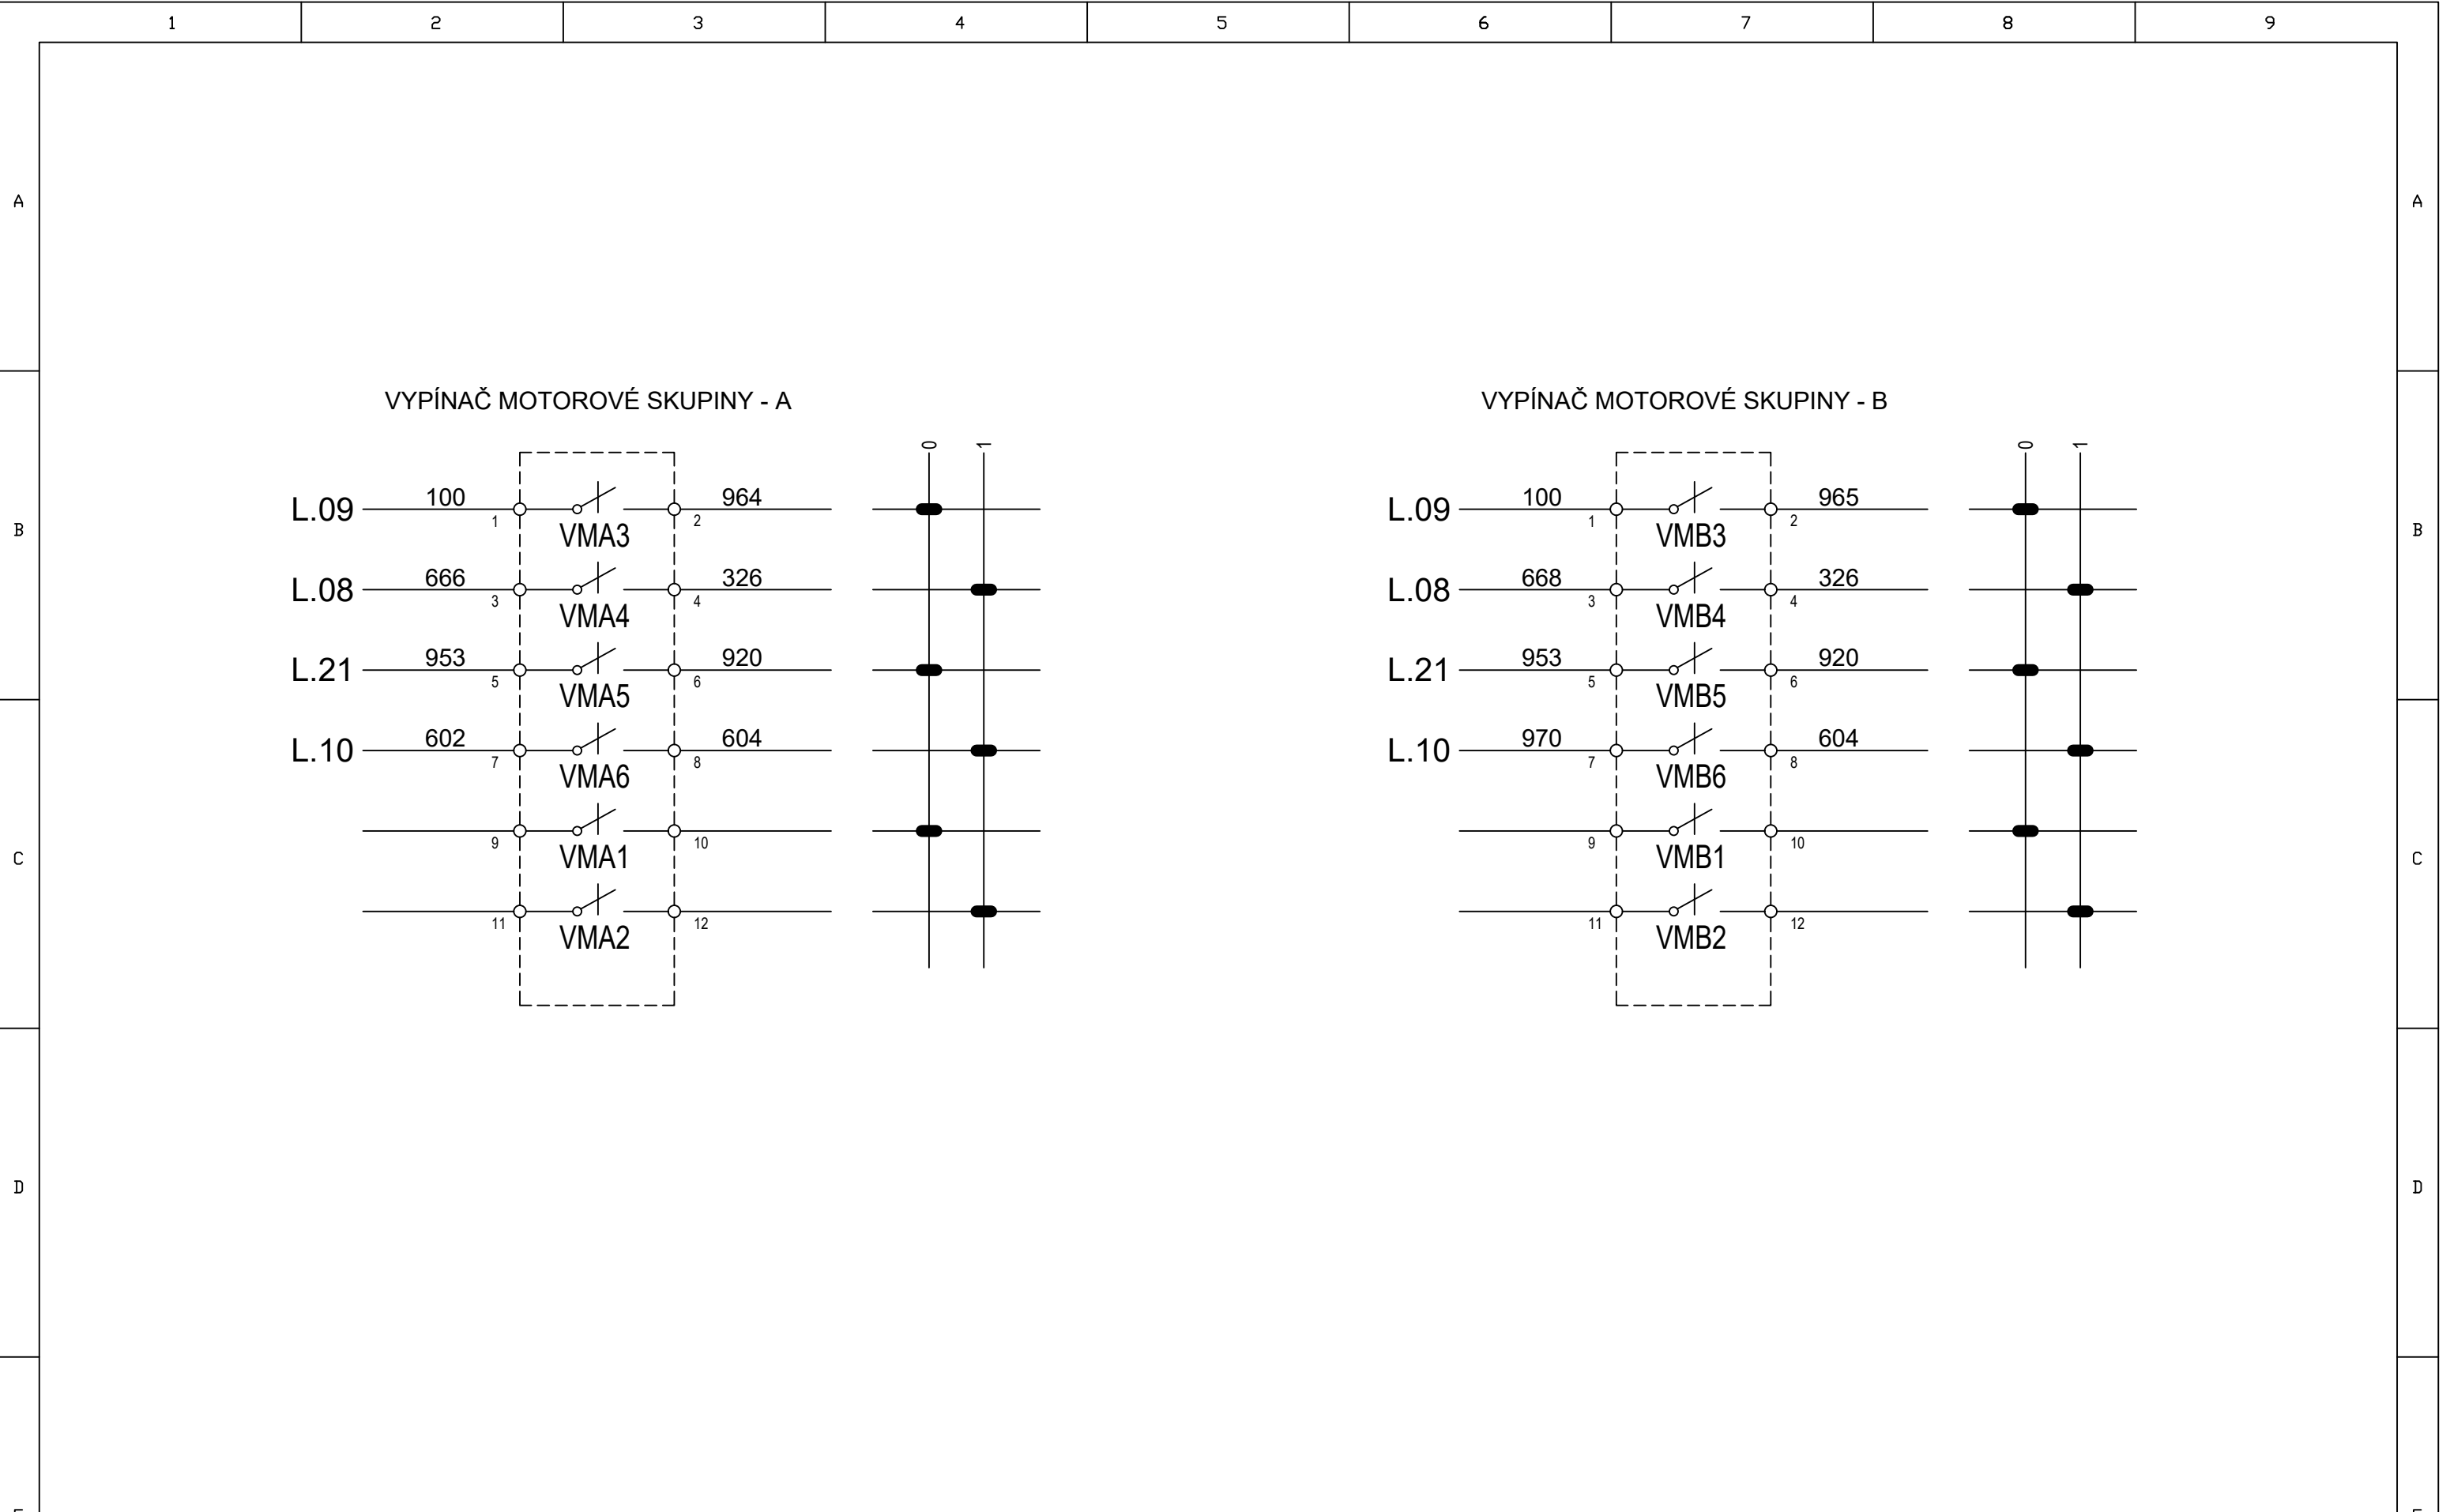 1 2 3 4 5 6 7 8 9
A A
VYPÍNAČ MOTOROVÉ SKUPINY - A
VYPÍNAČ MOTOROVÉ SKUPINY - B
0 1
0 1
L.09 100 1 VMA3 2 964
L.09 100 1 VMB3 2 965
B B
L.08 666 3 VMA4 4 326
L.08 668 3 VMB4 4 326
L.21 953 5 VMA5 6 920
L.21 953 5 VMB5 6 920
L.10 602 7 VMA6 8 604
L.10 970 7 VMB6 8 604
9 VMA1 10
9 VMB1 10
C C
11 VMA2 12
11 VMB2 12
D D